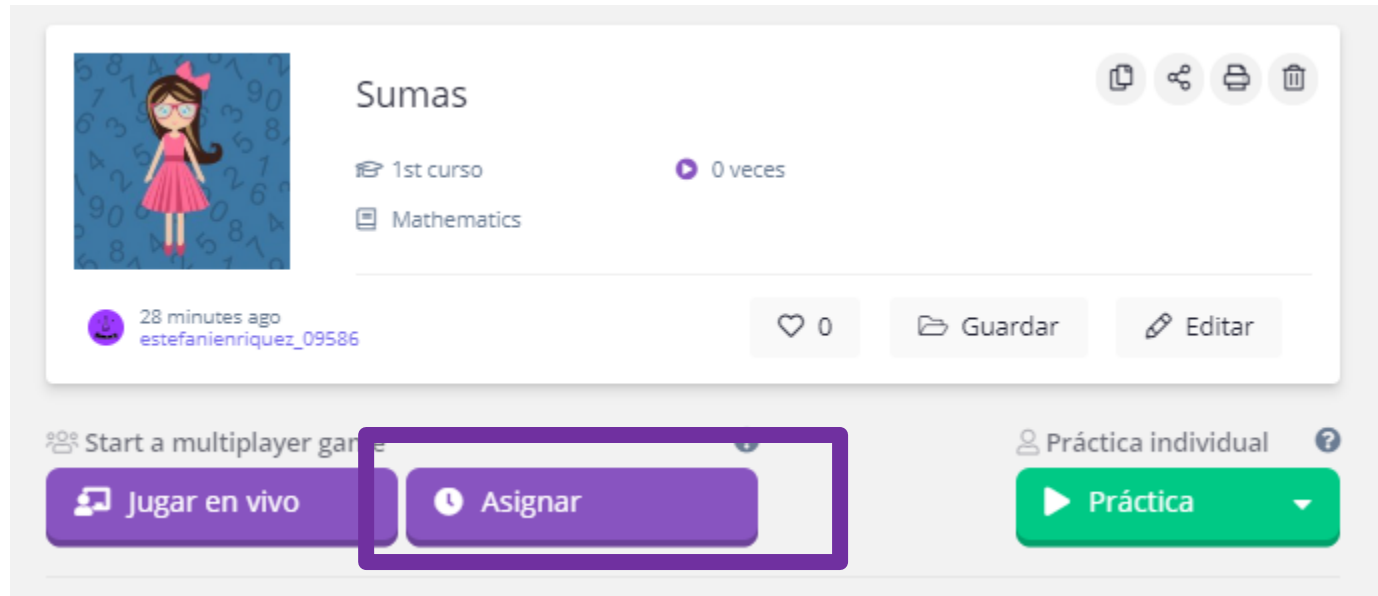 Sumas
1st curso
0 veces
Mathematics
28 minutes ago
estefanienriquez_09586
0
Guardar
Editar
Start a multiplayer game
Práctica individual
Jugar en vivo
Asignar
Práctica